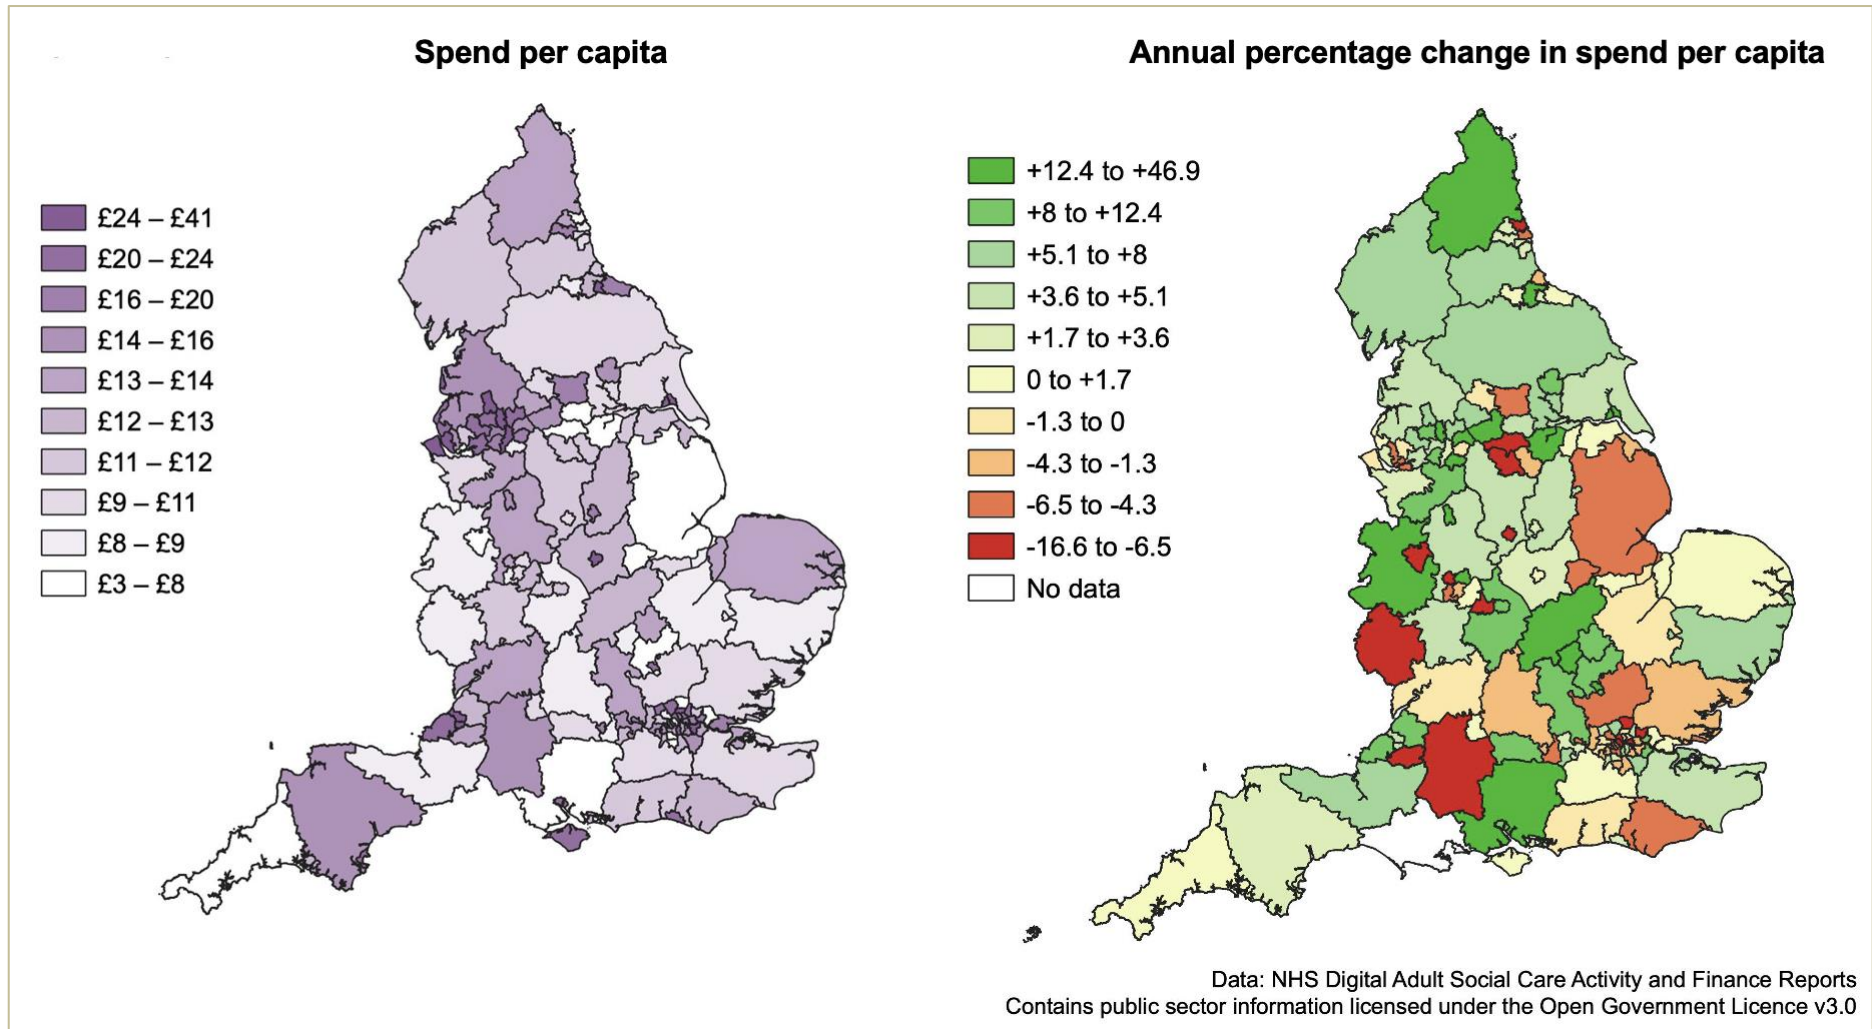 Spend per capita
£24 – £41
£20 – £24
£16 – £20
£14 – £16
£13 – £14
£12 – £13
£11 – £12
£9 – £11
£8 – £9
£3 – £8
Annual percentage change in spend per capita
+12.4 to +46.9
+8 to +12.4
+5.1 to +8
+3.6 to +5.1
+1.7 to +3.6
0 to +1.7
-1.3 to 0
-4.3 to -1.3
-6.5 to -4.3
-16.6 to -6.5
No data
Data: NHS Digital Adult Social Care Activity and Finance Reports
Contains public sector information licensed under the Open Government Licence v3.0